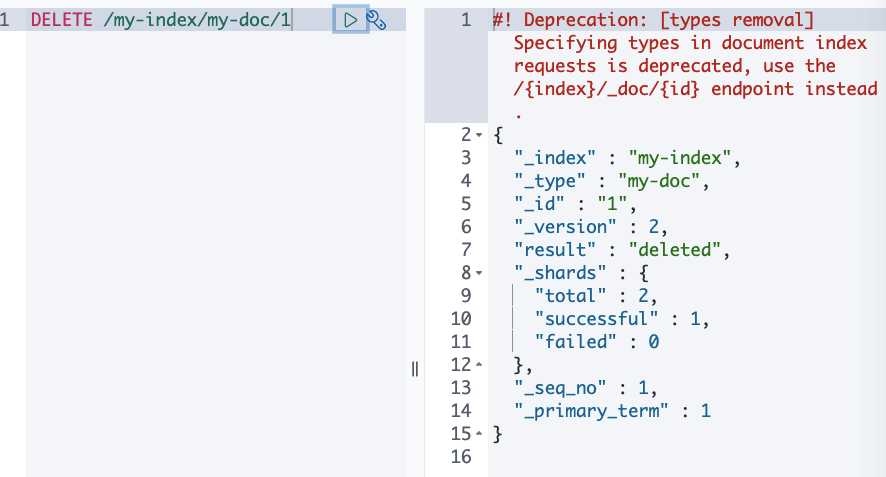 1 DELETE /my-index/my-doc/1
1 #! Deprecation: [types removal]
Specifying types in document index
requests is deprecated, use the
/{index}/_doc/{id} endpoint instead
.
2 {
3 "_index" : "my-index",
4 "_type" : "my-doc",
5 "_id" : "1",
6 "_version" : 2,
7 "result" : "deleted",
8 "_shards" : {
9 "total" : 2,
10 "successful" : 1,
11 "failed" : 0
12 },
13 "_seq_no" : 1,
14 "_primary_term" : 1
15 }
16